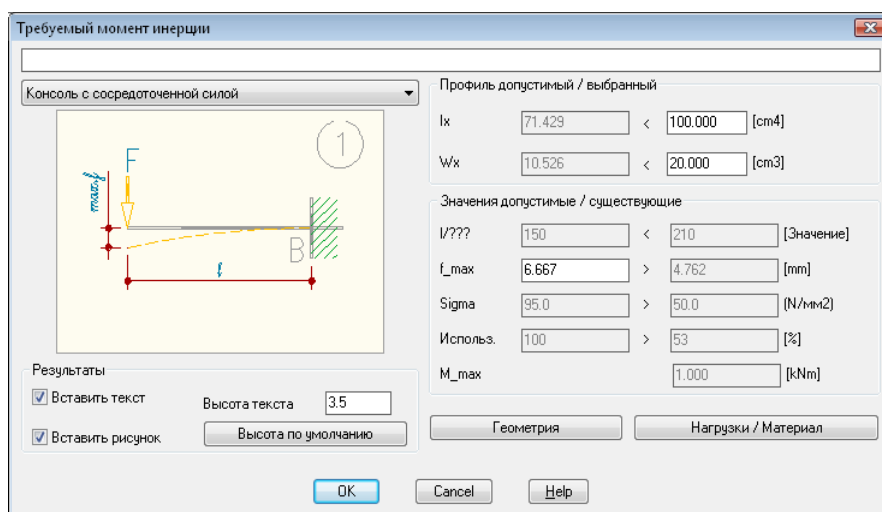 Требуемый момент инерции
Консоль с сосредоточенной силой
1
F
max.f
B
l
Профиль допустимый / выбранный
Ix 71.429 < 100.000 [cm4]
Wx 10.526 < 20.000 [cm3]
Значения допустимые / существующие
l/??? 150 < 210 [Значение]
f_max 6.667 > 4.762 [mm]
Sigma 95.0 > 50.0 (N/мм2)
Использ. 100 > 53 [%]
M_max 1.000 [kNm]
Результаты
Вставить текст Высота текста 3.5
Вставить рисунок Высота по умолчанию
Геометрия Нагрузки / Материал
OK Cancel Help